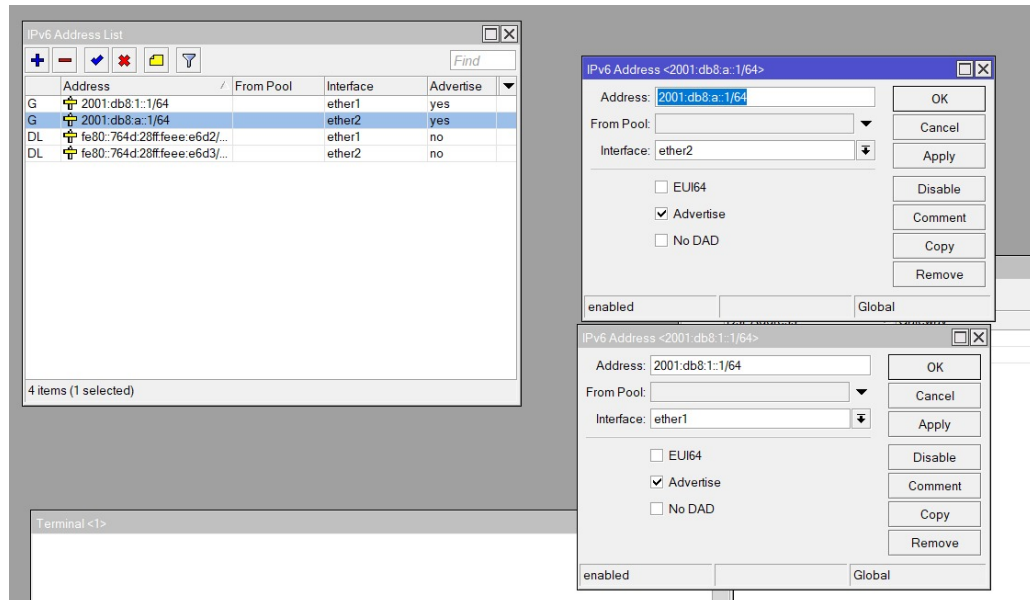 IPv6 Address List
Find
Address From Pool Interface Advertise
G 2001:db8:1::1/64 ether1 yes
G 2001:db8:a::1/64 ether2 yes
DL fe80::764d:28ff:feee:e6d2/... ether1 no
DL fe80::764d:28ff:feee:e6d3/... ether2 no
4 items (1 selected)
IPv6 Address <2001:db8:a::1/64>
Address: 2001:db8:a::1/64 OK
From Pool: Cancel
Interface: ether2 Apply
EUI64 Disable
Advertise Comment
No DAD Copy
Remove
enabled Global
IPv6 Address <2001:db8:1::1/64>
Address: 2001:db8:1::1/64 OK
From Pool: Cancel
Interface: ether1 Apply
EUI64 Disable
Advertise Comment
No DAD Copy
Remove
enabled Global
Terminal <1>